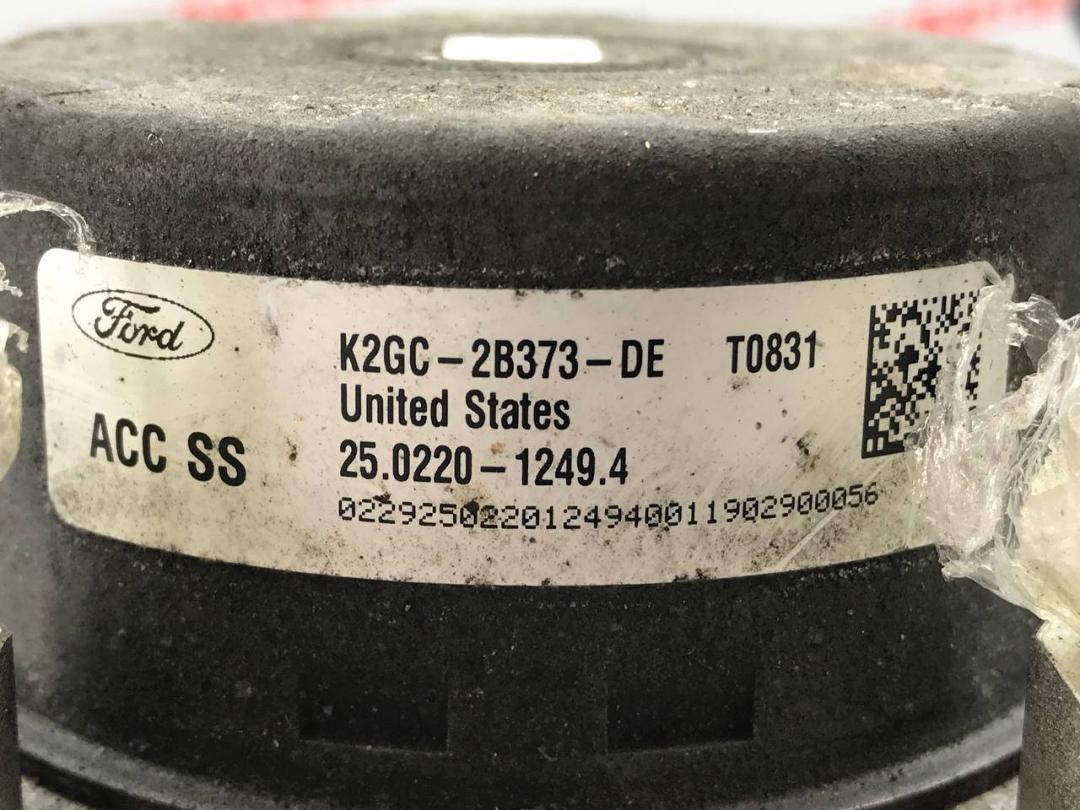 Ford
K2GC-2B373-DE T0831
United States
ACC SS
25.0220-1249.4
0229250220124940011902900056